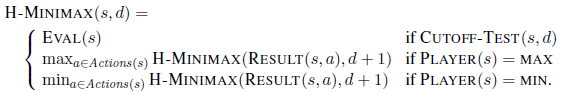 H-MINIMAX(s, d) =
EVAL(s) if CUTOFF-TEST(s, d)
max_{a∈Actions(s)} H-MINIMAX(RESULT(s, a), d + 1) if PLAYER(s) = MAX
min_{a∈Actions(s)} H-MINIMAX(RESULT(s, a), d + 1) if PLAYER(s) = MIN.